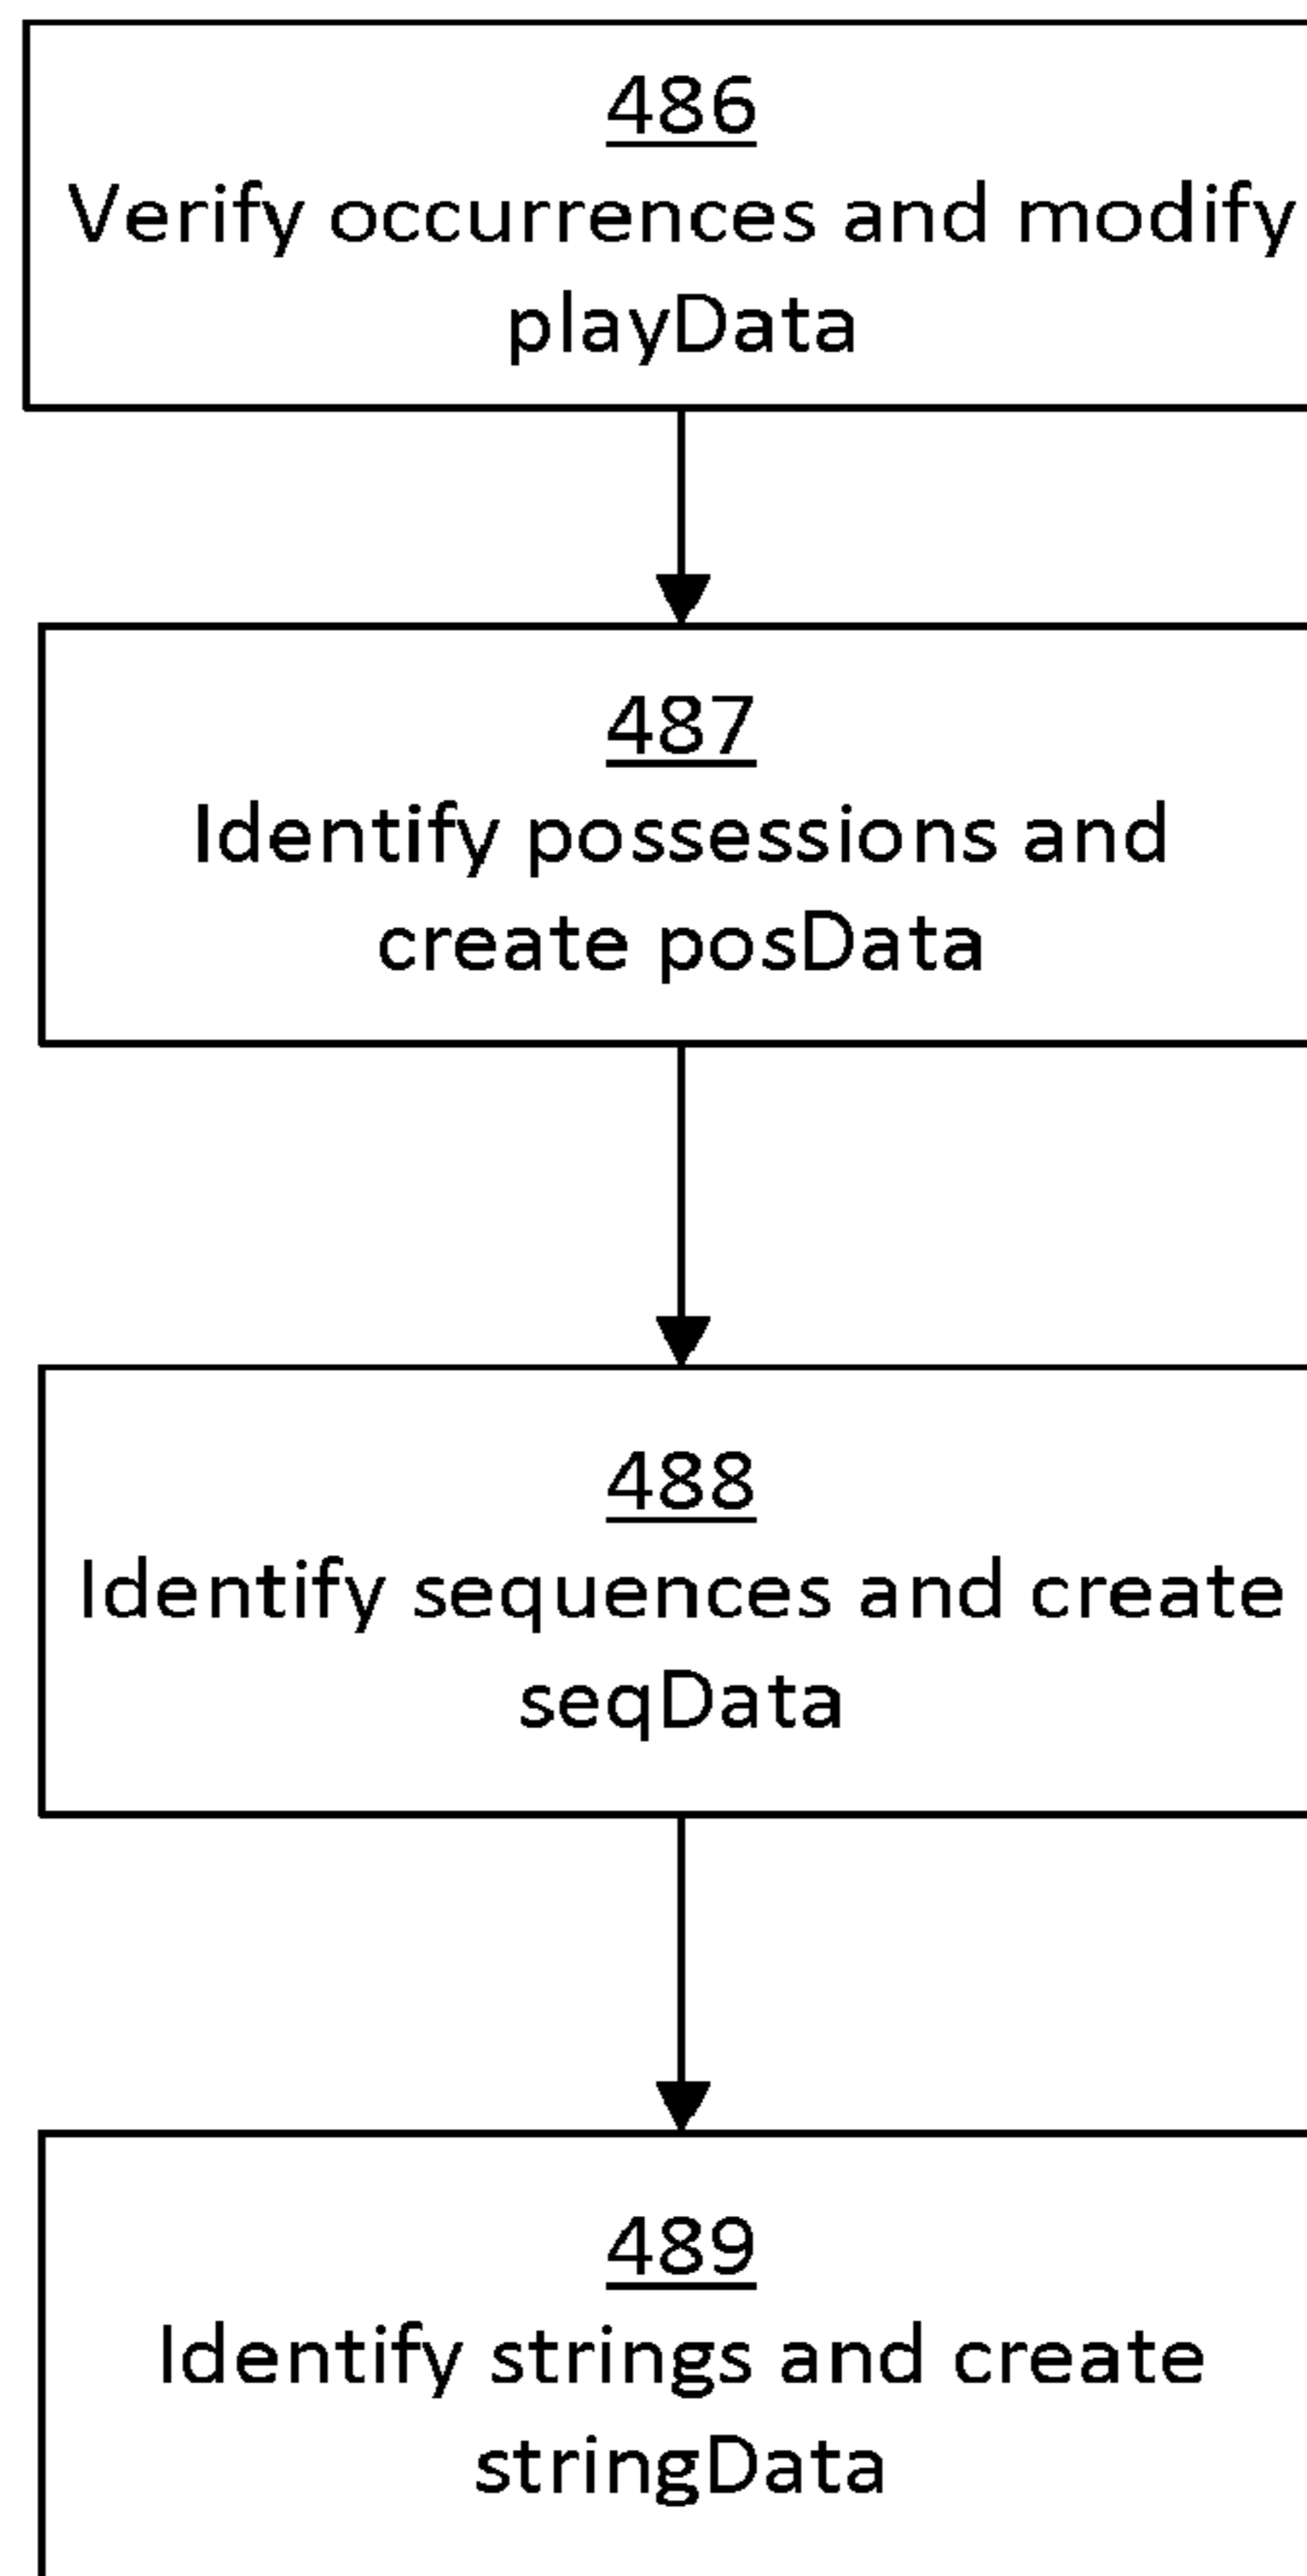 486
Verify occurrences and modify
playData
487
Identify possessions and
create posData
488
Identify sequences and create
seqData
489
Identify strings and create
stringData